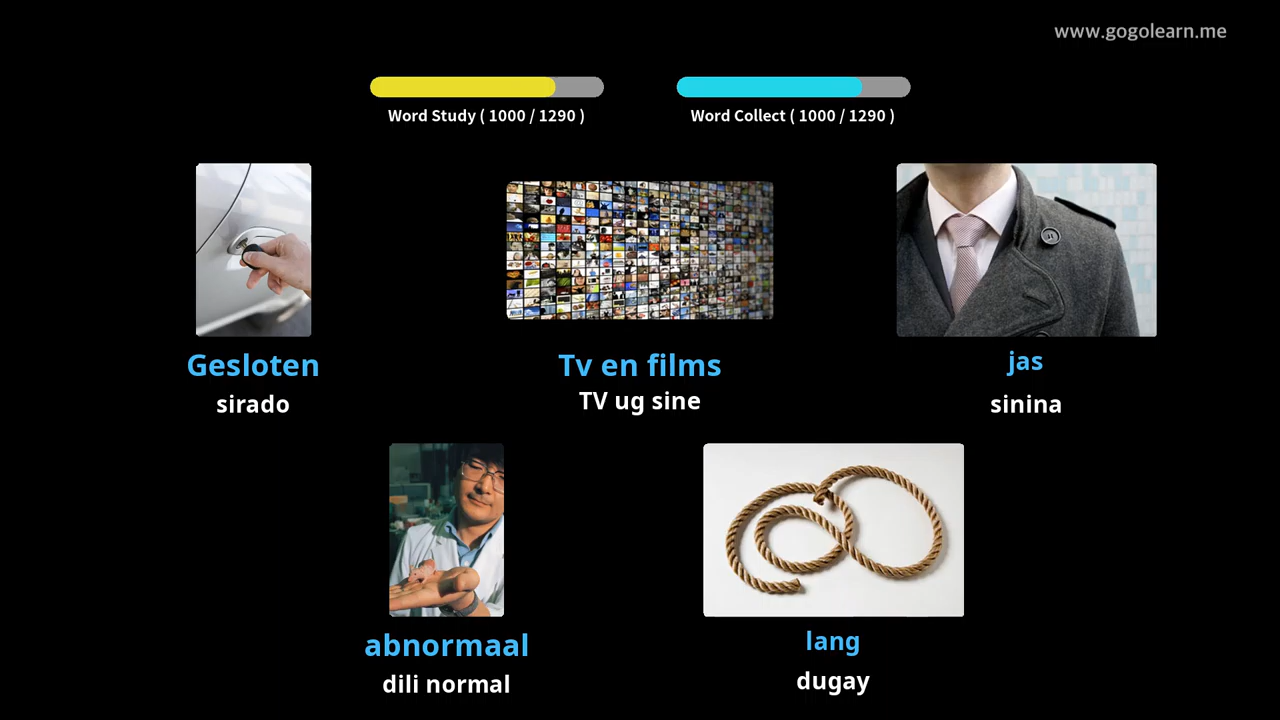 www.gogolearn.me
Word Study ( 1000 / 1290 )
Word Collect ( 1000 / 1290 )
Gesloten
sirado
Tv en films
TV ug sine
jas
sinina
abnormaal
dili normal
lang
dugay